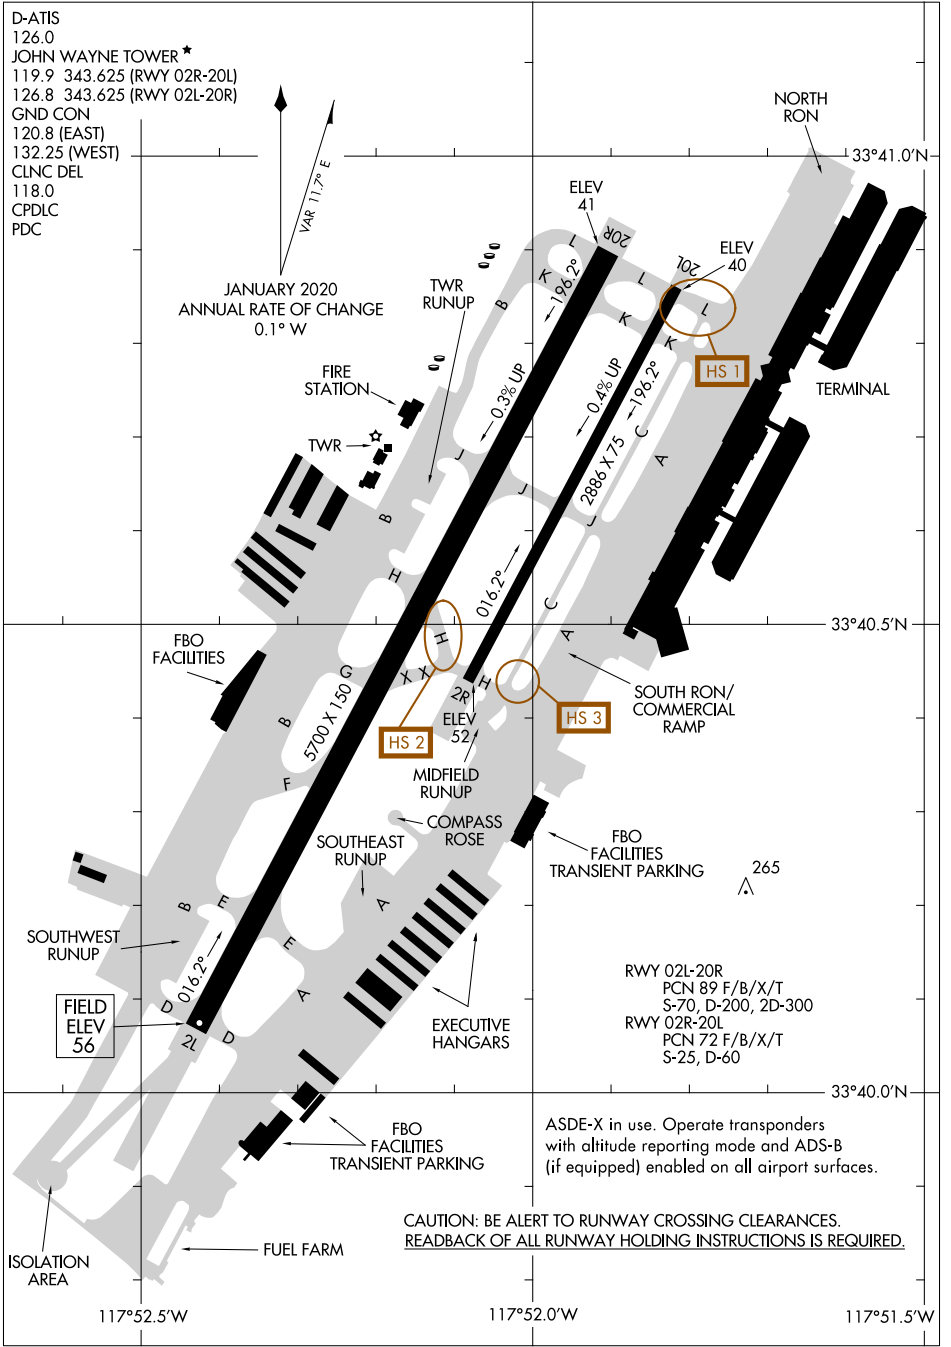 D-ATIS
126.0
JOHN WAYNE TOWER ★
119.9 343.625 (RWY 02R-20L)
126.8 343.625 (RWY 02L-20R)
GND CON
120.8 (EAST)
132.25 (WEST)
CLNC DEL
118.0
CPDLC
PDC
VAR 11.7° E
JANUARY 2020
ANNUAL RATE OF CHANGE
0.1° W
NORTH
RON
33°41.0'N
ELEV
41
20R
L
L
20L
ELEV
40
L
K
196.2°
B
K
K
HS 1
TWR
RUNUP
FIRE
STATION
TWR
0.3% UP
0.4% UP
196.2°
TERMINAL
2886 X 75
C
A
J
J
J
B
H
016.2°
C
A
33°40.5'N
H
FBO
FACILITIES
G
X
X
H
2R
ELEV
52
HS 2
HS 3
SOUTH RON/
COMMERCIAL
RAMP
B
5700 X 150
F
MIDFIELD
RUNUP
COMPASS
ROSE
SOUTHEAST
RUNUP
FBO
FACILITIES
TRANSIENT PARKING
265
B
E
A
E
SOUTHWEST
RUNUP
016.2°
A
D
D
2L
FIELD
ELEV
56
EXECUTIVE
HANGARS
RWY 02L-20R
PCN 89 F/B/X/T
S-70, D-200, 2D-300
RWY 02R-20L
PCN 72 F/B/X/T
S-25, D-60
33°40.0'N
FBO
FACILITIES
TRANSIENT PARKING
ASDE-X in use. Operate transponders
with altitude reporting mode and ADS-B
(if equipped) enabled on all airport surfaces.
CAUTION: BE ALERT TO RUNWAY CROSSING CLEARANCES.
READBACK OF ALL RUNWAY HOLDING INSTRUCTIONS IS REQUIRED.
FUEL FARM
ISOLATION
AREA
117°52.5'W
117°52.0'W
117°51.5'W